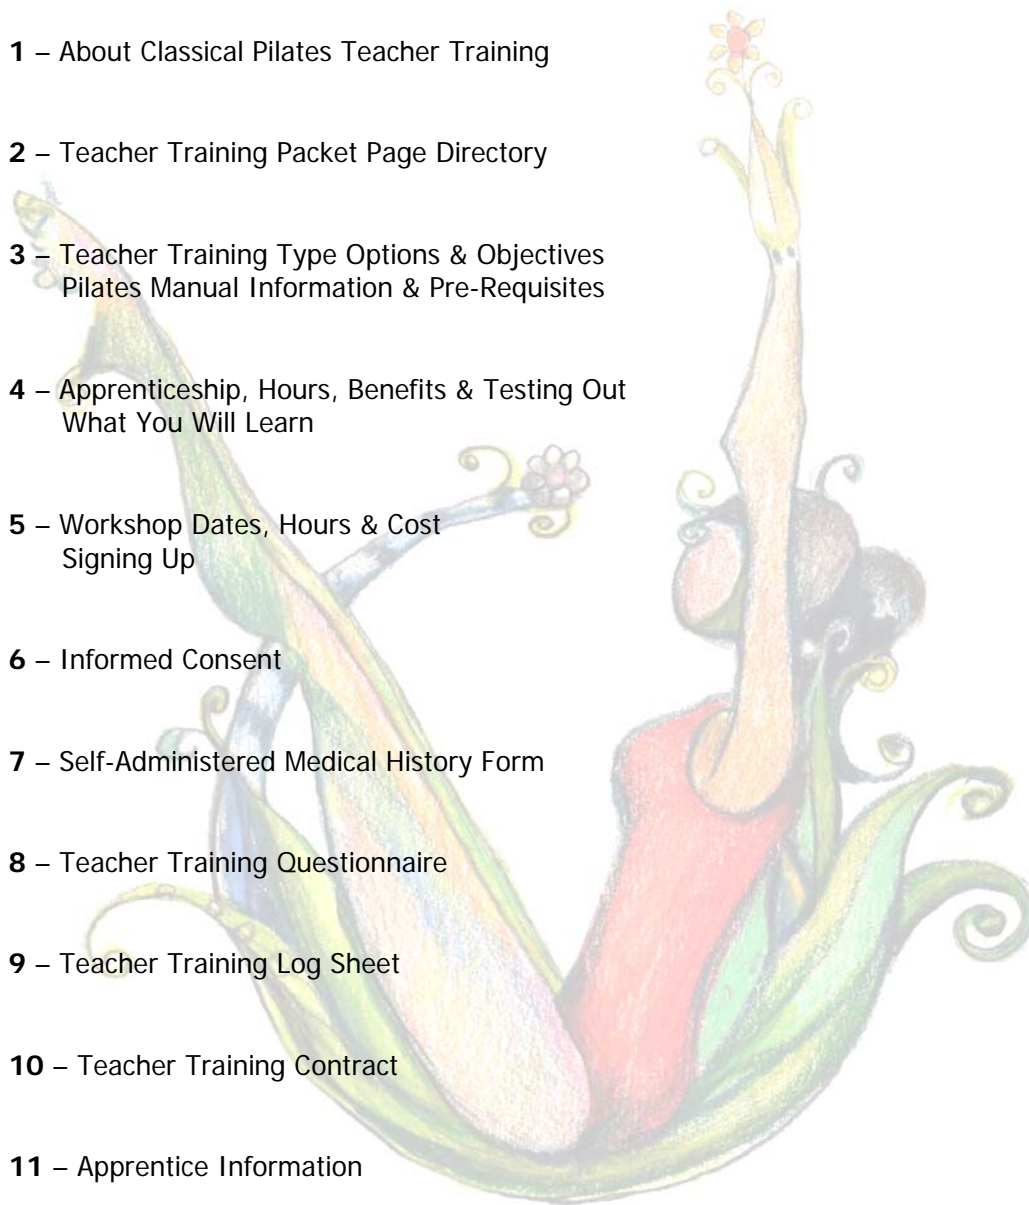 1 – About Classical Pilates Teacher Training
2 – Teacher Training Packet Page Directory
3 – Teacher Training Type Options & Objectives
Pilates Manual Information & Pre-Requisites
4 – Apprenticeship, Hours, Benefits & Testing Out
What You Will Learn
5 – Workshop Dates, Hours & Cost
Signing Up
6 – Informed Consent
7 – Self-Administered Medical History Form
8 – Teacher Training Questionnaire
9 – Teacher Training Log Sheet
10 – Teacher Training Contract
11 – Apprentice Information